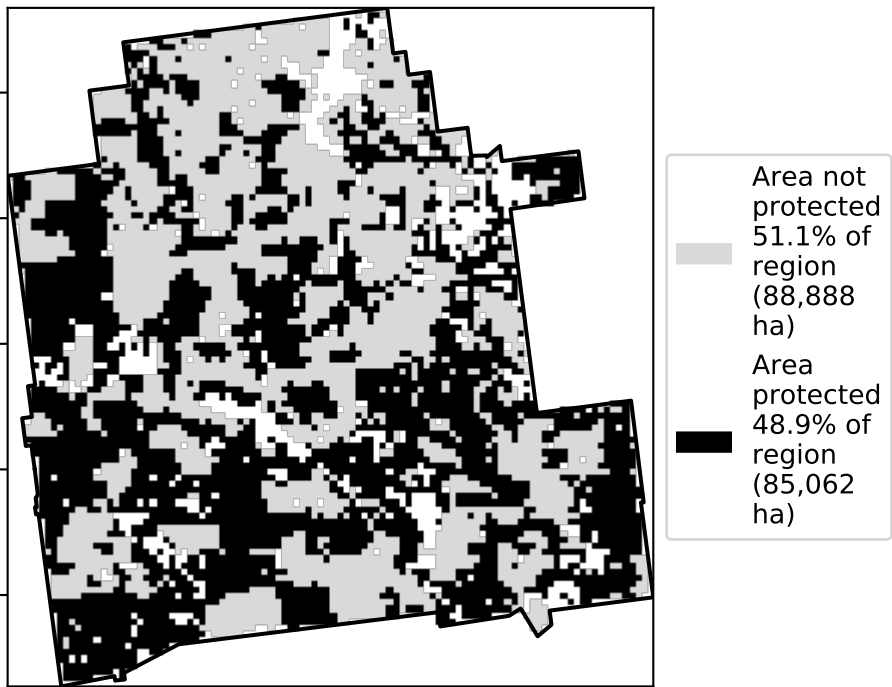 Area not
protected
51.1% of
region
(88,888
ha)
Area
protected
48.9% of
region
(85,062
ha)